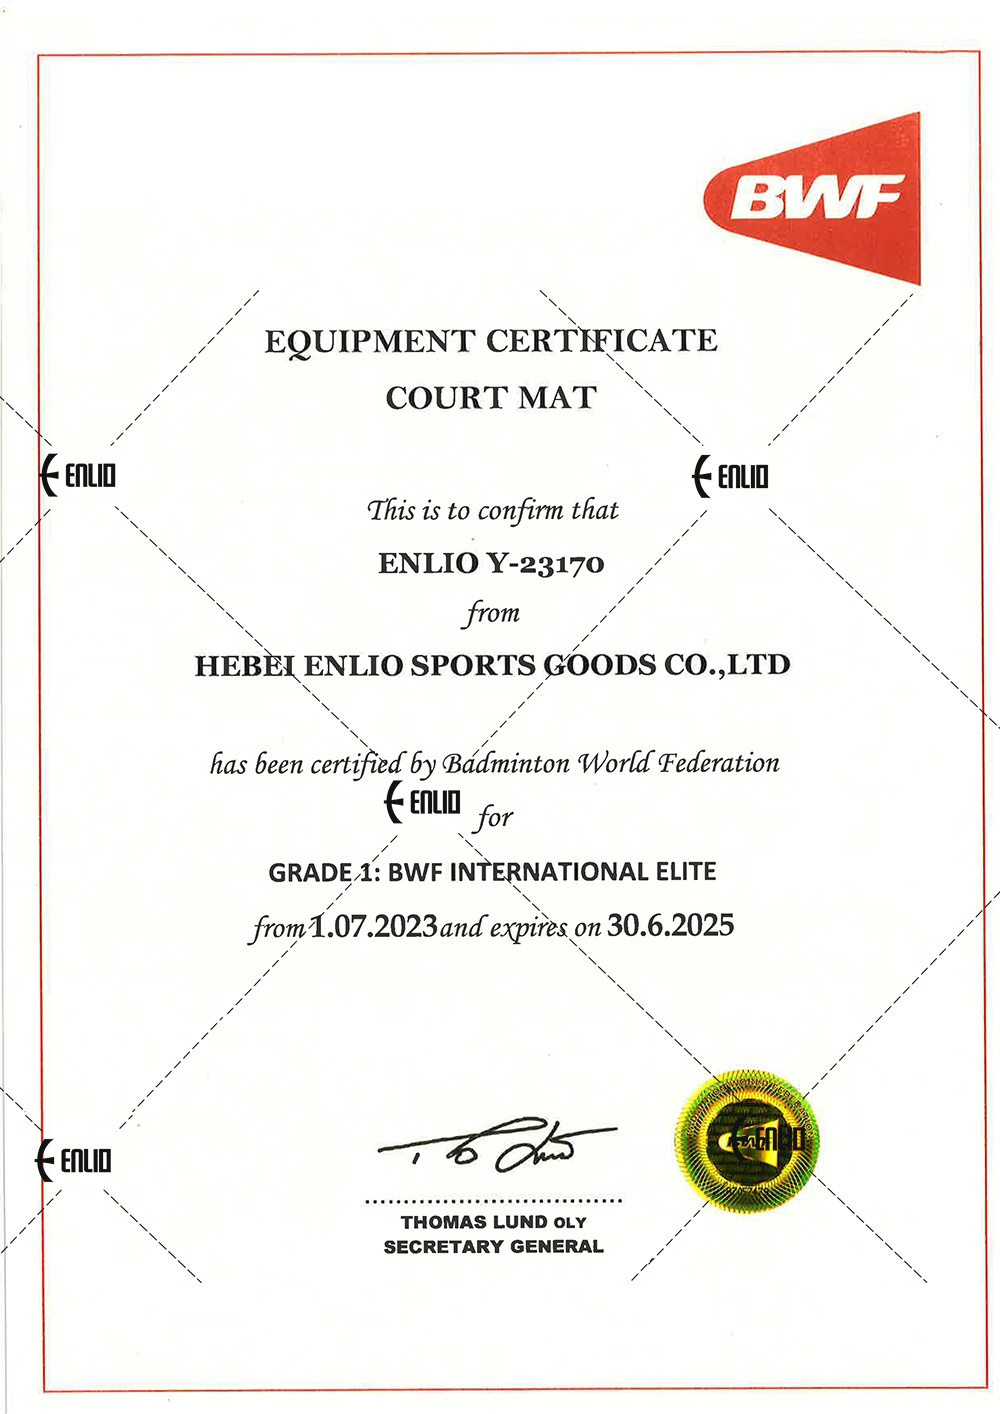 BWF
EQUIPMENT CERTIFICATE
COURT MAT
ENLIO
ENLIO
This is to confirm that
ENLIO Y-23170
from
HEBEI ENLIO SPORTS GOODS CO.,LTD
has been certified by Badminton World Federation
ENLIO
for
GRADE 1: BWF INTERNATIONAL ELITE
from 1.07.2023 and expires on 30.6.2025
ENLIO
ENLIO
THOMAS LUND OLY
SECRETARY GENERAL